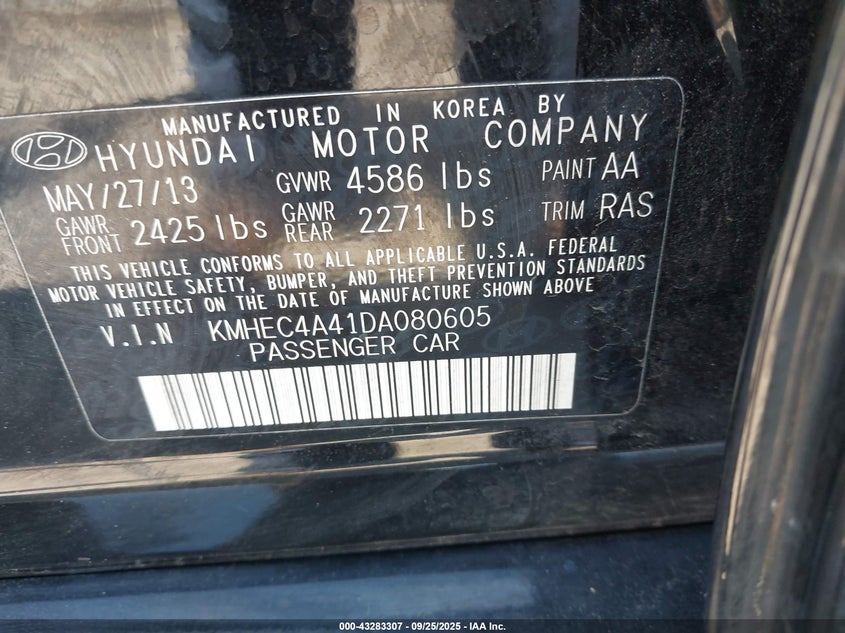 MANUFACTURED IN KOREA BY
HYUNDAI MOTOR COMPANY
MAY/27/13 GVWR 4586 lbs PAINT AA
GAWR FRONT 2425 lbs GAWR REAR 2271 lbs TRIM RAS
THIS VEHICLE CONFORMS TO ALL APPLICABLE U.S.A. FEDERAL
MOTOR VEHICLE SAFETY, BUMPER, AND THEFT PREVENTION STANDARDS
IN EFFECT ON THE DATE OF MANUFACTURE SHOWN ABOVE
V.I.N KMHEC4A41DA080605
PASSENGER CAR
000-43283307 - 09/25/2025 - IAA Inc.